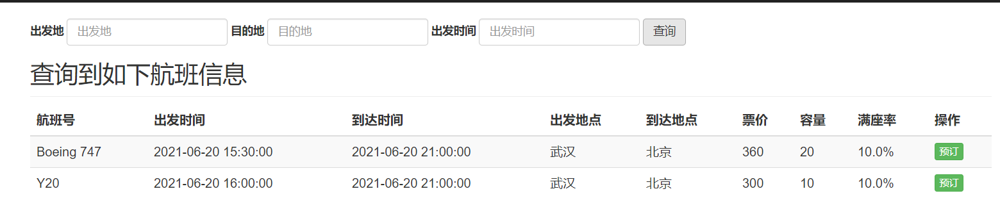 出发地 出发地 目的地 目的地 出发时间 出发时间 查询
查询到如下航班信息
航班号 出发时间 到达时间 出发地点 到达地点 票价 容量 满座率 操作
Boeing 747 2021-06-20 15:30:00 2021-06-20 21:00:00 武汉 北京 360 20 10.0% 预订
Y20 2021-06-20 16:00:00 2021-06-20 21:00:00 武汉 北京 300 10 10.0% 预订